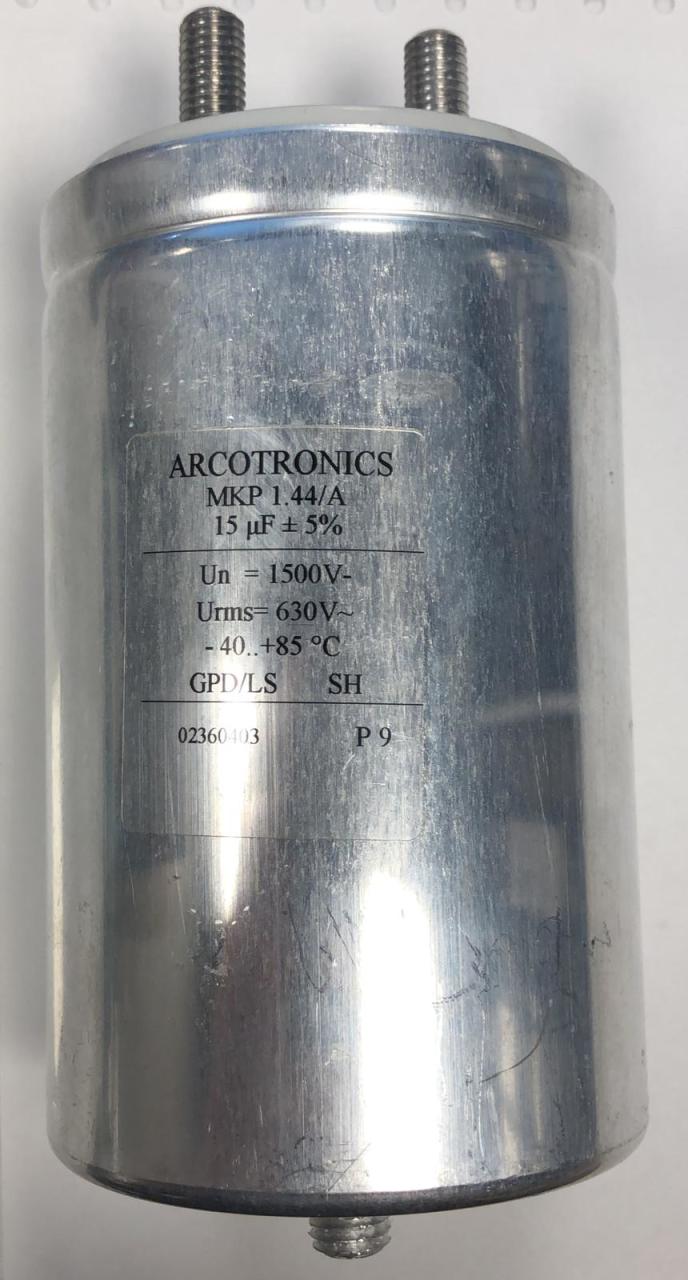 ARCOTRONICS
MKP 1.44/A
15 µF ± 5%
Un = 1500V-
Urms= 630V~
- 40..+85 °C
GPD/LS SH
02360403 P 9